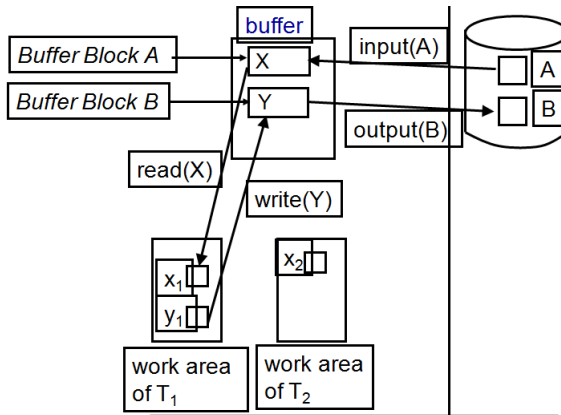 buffer
Buffer Block A
X
input(A)
A
Buffer Block B
Y
B
output(B)
read(X)
write(Y)
x₁
y₁
x₂
work area
of T₁
work area
of T₂